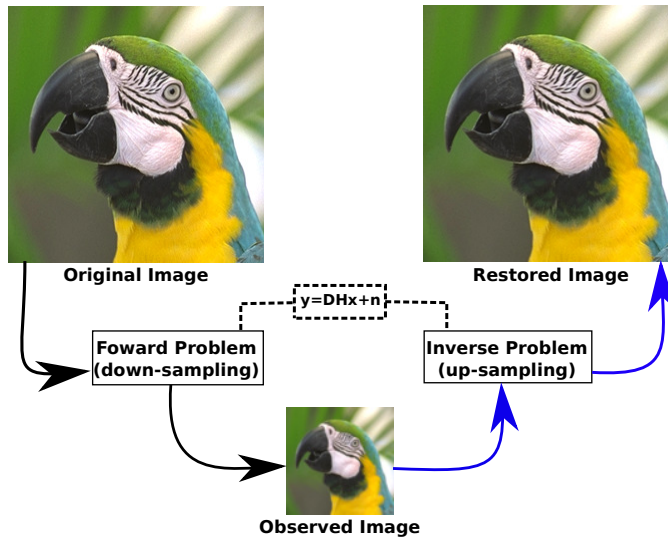 Original Image
Restored Image
y=DHx+n
Foward Problem
(down-sampling)
Inverse Problem
(up-sampling)
Observed Image